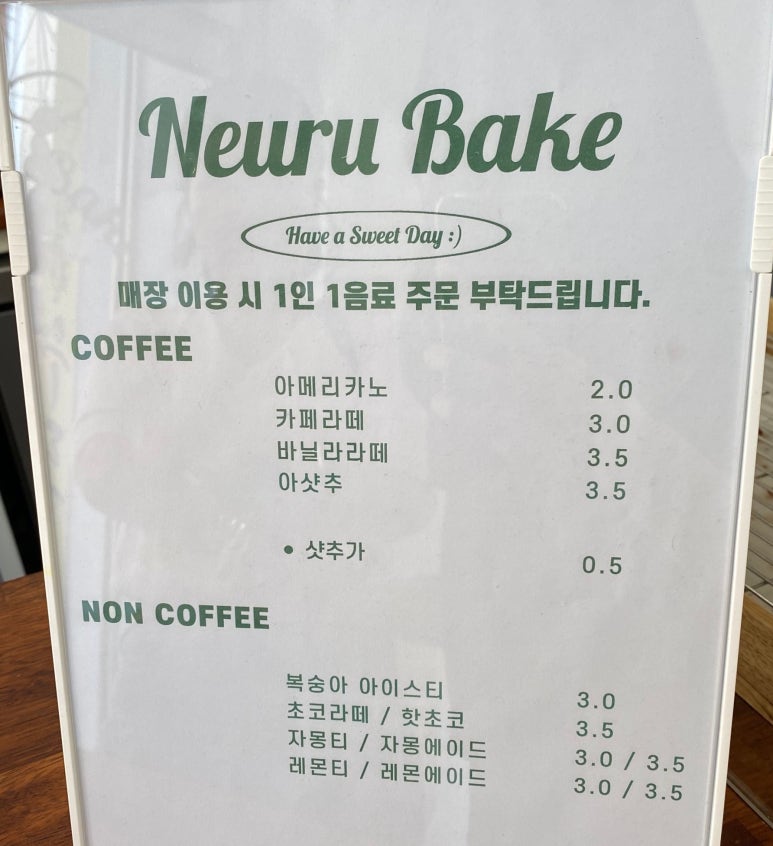 Neuru Bake
Have a Sweet Day :)
매장 이용 시 1인 1음료 주문 부탁드립니다.
COFFEE
아메리카노 2.0
카페라떼 3.0
바닐라라떼 3.5
아샷추 3.5
• 샷추가 0.5
NON COFFEE
복숭아 아이스티 3.0
초코라떼 / 핫초코 3.5
자몽티 / 자몽에이드 3.0 / 3.5
레몬티 / 레몬에이드 3.0 / 3.5